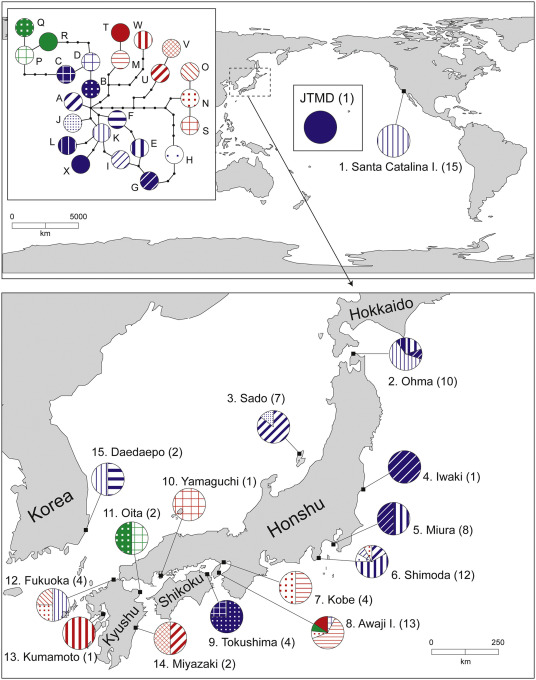 Q
R
T
W
V
P
C
D
M
U
O
B
A
F
N
J
K
S
L
E
I
H
X
G
JTMD (1)
1. Santa Catalina I. (15)
0 5000
km
Hokkaido
2. Ohma (10)
3. Sado (7)
15. Daedaepo (2)
10. Yamaguchi (1)
4. Iwaki (1)
Korea
11. Oita (2)
Honshu
5. Miura (8)
6. Shimoda (12)
12. Fukuoka (4)
Shikoku
7. Kobe (4)
Kyushu
8. Awaji I. (13)
9. Tokushima (4)
13. Kumamoto (1)
14. Miyazaki (2)
0 250
km